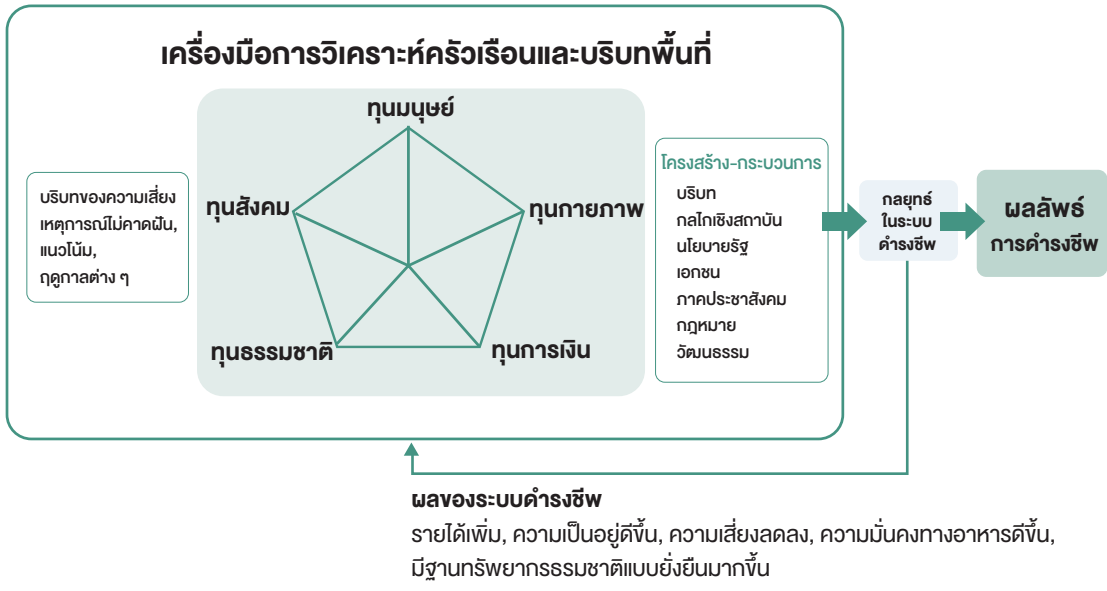 เครื่องมือการวิเคราะห์ครัวเรือนและบริบทพื้นที่
บริบทของความเสี่ยง
เหตุการณ์ไม่คาดฝัน,
แนวโน้ม,
ฤดูกาลต่าง ๆ
ทุนมนุษย์
ทุนสังคม
ทุนกายภาพ
ทุนธรรมชาติ
ทุนการเงิน
โครงสร้าง-กระบวนการ
บริบท
กลไกเชิงสถาบัน
นโยบายรัฐ
เอกชน
ภาคประชาสังคม
กฎหมาย
วัฒนธรรม
กลยุทธ์
ในระบบ
ดำรงชีพ
ผลลัพธ์
การดำรงชีพ
ผลของระบบดำรงชีพ
รายได้เพิ่ม, ความเป็นอยู่ดีขึ้น, ความเสี่ยงลดลง, ความมั่นคงทางอาหารดีขึ้น,
มีฐานทรัพยากรธรรมชาติแบบยั่งยืนมากขึ้น